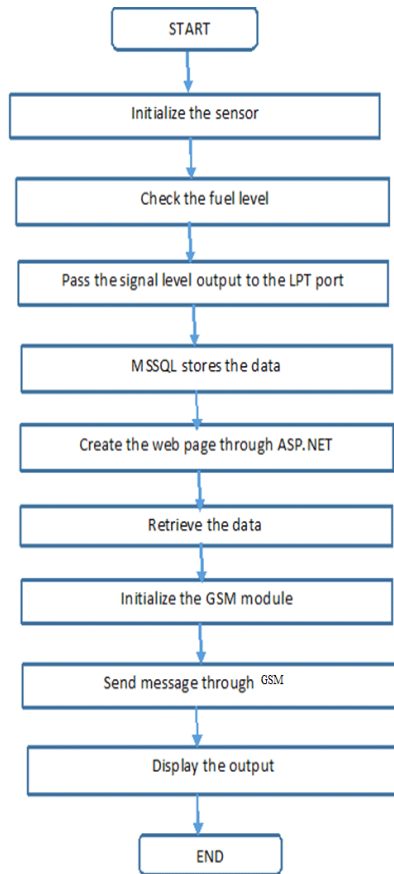 START
Initialize the sensor
Check the fuel level
Pass the signal level output to the LPT port
MSSQL stores the data
Create the web page through ASP.NET
Retrieve the data
Initialize the GSM module
Send message through GSM
Display the output
END